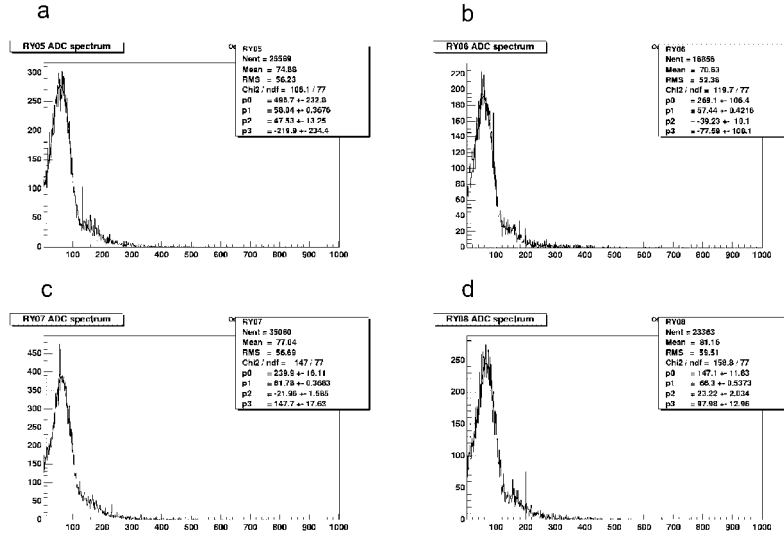 a
RY05 ADC spectrum
RY05
Mean = 74.88
RMS = 56.23
Chi2 / ndf = 106.1 / 77
p0 = 496.7 +- 232.8
p1 = 58.04 +- 0.3676
p2 = 47.53 +- 13.25
p3 = -219.9 +- 234.4
300
250
200
150
100
50
0
100 200 300 400 500 600 700 800 900 1000
b
RY06 ADC spectrum
RY06
Nent = 16856
Mean = 70.63
RMS = 52.36
Chi2 / ndf = 119.7 / 77
p0 = 269.1 +- 106.4
p1 = 57.44 +- 0.4216
p2 = -39.23 +- 10.1
p3 = -77.59 +- 108.1
220
200
180
160
140
120
100
80
60
40
20
0
100 200 300 400 500 600 700 800 900 1000
c
RY07 ADC spectrum
RY07
Nent = 35060
Mean = 77.04
RMS = 56.69
Chi2 / ndf = 147 / 77
p0 = 239.9 +- 16.11
p1 = 61.76 +- 0.3683
p2 = -21.96 +- 1.585
p3 = 147.7 +- 17.63
450
400
350
300
250
200
150
100
50
0
100 200 300 400 500 600 700 800 900 1000
d
RY08 ADC spectrum
RY08
Nent = 23363
Mean = 81.16
RMS = 59.51
Chi2 / ndf = 158.8 / 77
p0 = 147.1 +- 11.83
p1 = 66.3 +- 0.5373
p2 = 23.22 +- 2.034
p3 = 97.98 +- 12.96
250
200
150
100
50
0
100 200 300 400 500 600 700 800 900 1000